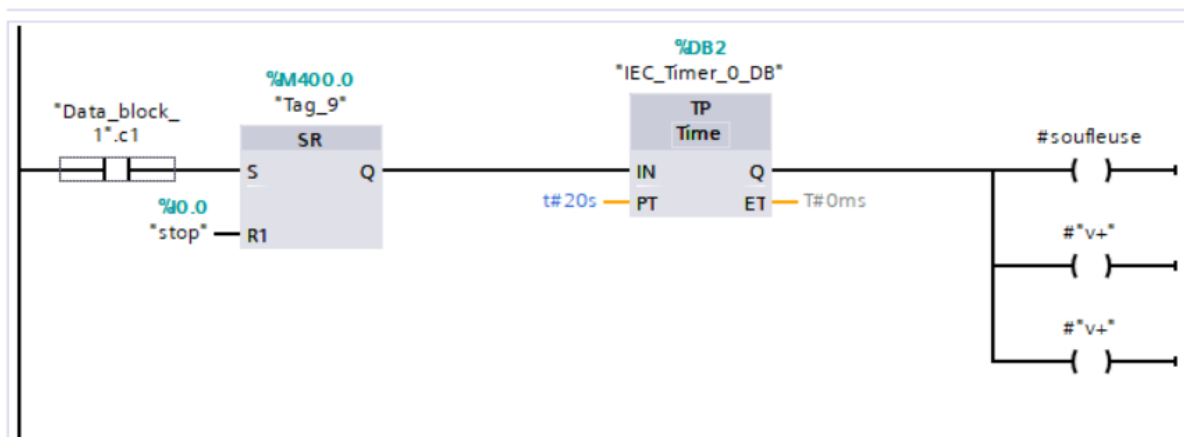 %DB2
"IEC_Timer_0_DB"
%M400.0
"Tag_9"
"Data_block_
1".c1
TP
Time
SR
#soufleuse
S Q
IN Q
%I0.0
"stop"
R1
t#20s
PT ET
T#0ms
#"v+"
#"v+"